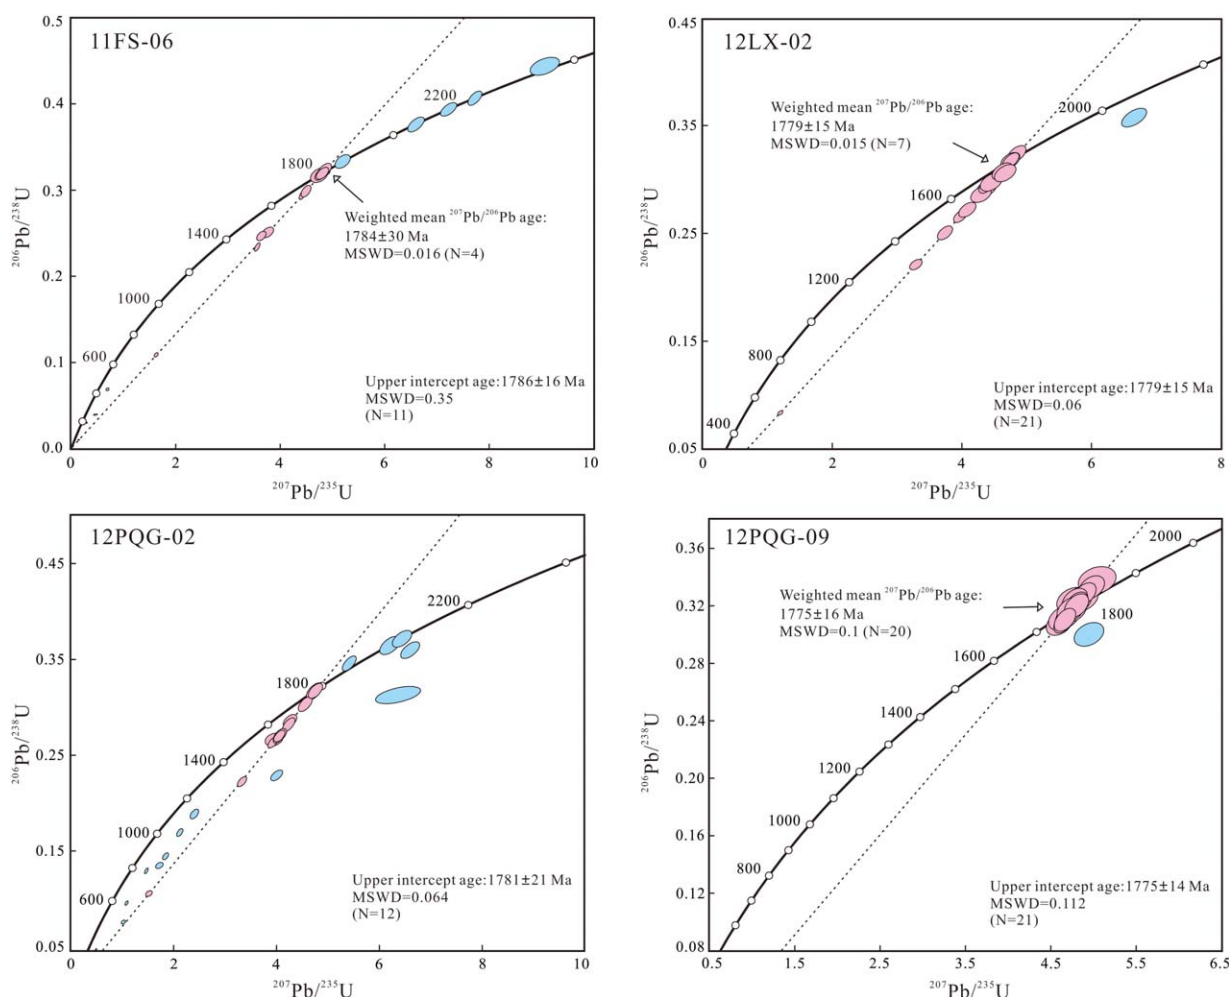 11FS-06
0.5
0.4
0.3
0.2
0.1
0.0
206Pb/238U
600
1000
1400
1800
2200
Weighted mean 207Pb/206Pb age:
1784±30 Ma
MSWD=0.016 (N=4)
Upper intercept age:1786±16 Ma
MSWD=0.35
(N=11)
0 2 4 6 8 10
207Pb/235U
12LX-02
0.45
0.35
0.25
0.15
0.05
206Pb/238U
400
800
1200
1600
2000
Weighted mean 207Pb/206Pb age:
1779±15 Ma
MSWD=0.015 (N=7)
Upper intercept age:1779±15 Ma
MSWD=0.06
(N=21)
0 2 4 6 8
207Pb/235U
12PQG-02
0.45
0.35
0.25
0.15
0.05
206Pb/238U
600
1000
1400
1800
2200
Upper intercept age:1781±21 Ma
MSWD=0.064
(N=12)
0 2 4 6 8 10
207Pb/235U
12PQG-09
0.36
0.32
0.28
0.24
0.20
0.16
0.12
0.08
206Pb/238U
800
1000
1200
1400
1600
1800
2000
Weighted mean 207Pb/206Pb age:
1775±16 Ma
MSWD=0.1 (N=20)
Upper intercept age:1775±14 Ma
MSWD=0.112
(N=21)
0.5 1.5 2.5 3.5 4.5 5.5 6.5
207Pb/235U